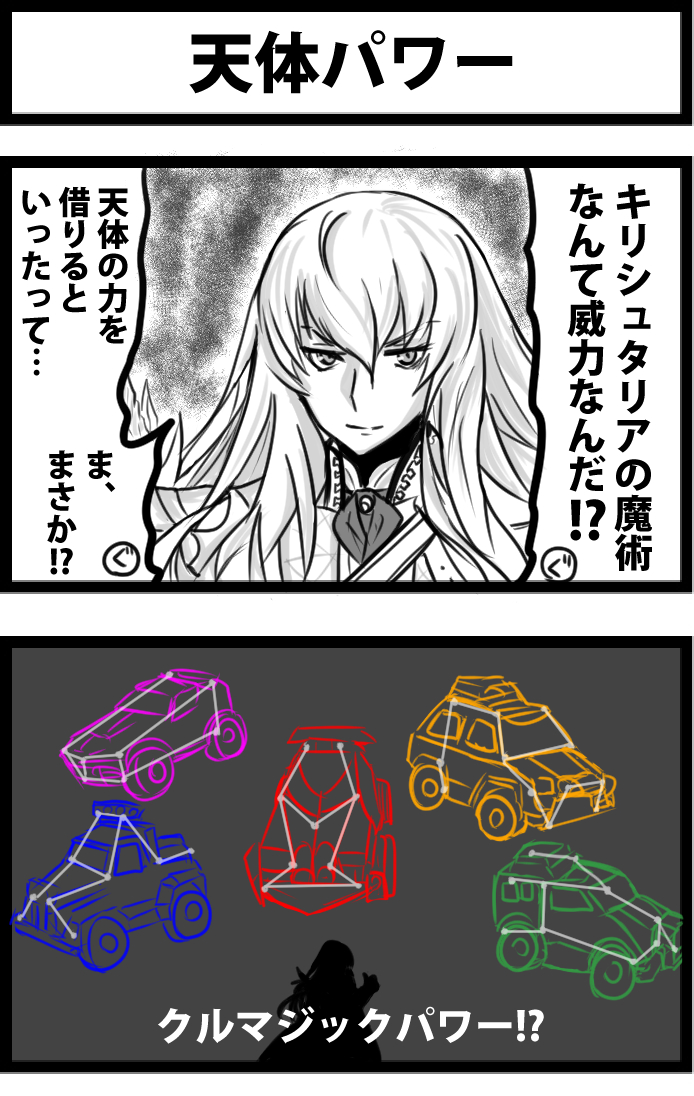 天体パワー
キリシュタリアの魔術
なんて威力なんだ!?
ぐ
天体の力を
借りると
いったって…
ま、
まさか!?
ぐ
クルマジックパワー!?